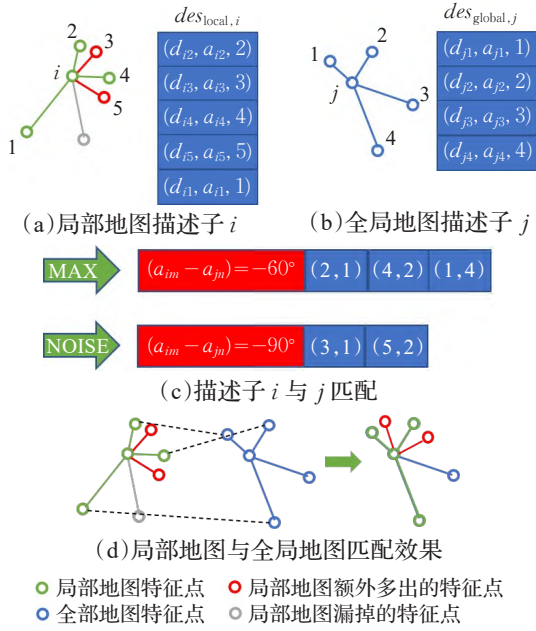 des_local, i
des_global, j
2
3
i
4
5
1
(d_i2, a_i2, 2)
(d_i3, a_i3, 3)
(d_i4, a_i4, 4)
(d_i5, a_i5, 5)
(d_i1, a_i1, 1)
1
2
j
3
4
(d_j1, a_j1, 1)
(d_j2, a_j2, 2)
(d_j3, a_j3, 3)
(d_j4, a_j4, 4)
(a)局部地图描述子 i
(b)全局地图描述子 j
MAX (a_im − a_jn)=−60° (2,1) (4,2) (1,4)
NOISE (a_im − a_jn)=−90° (3,1) (5,2)
(c)描述子 i 与 j 匹配
(d)局部地图与全局地图匹配效果
局部地图特征点 局部地图额外多出的特征点
全部地图特征点 局部地图漏掉的特征点